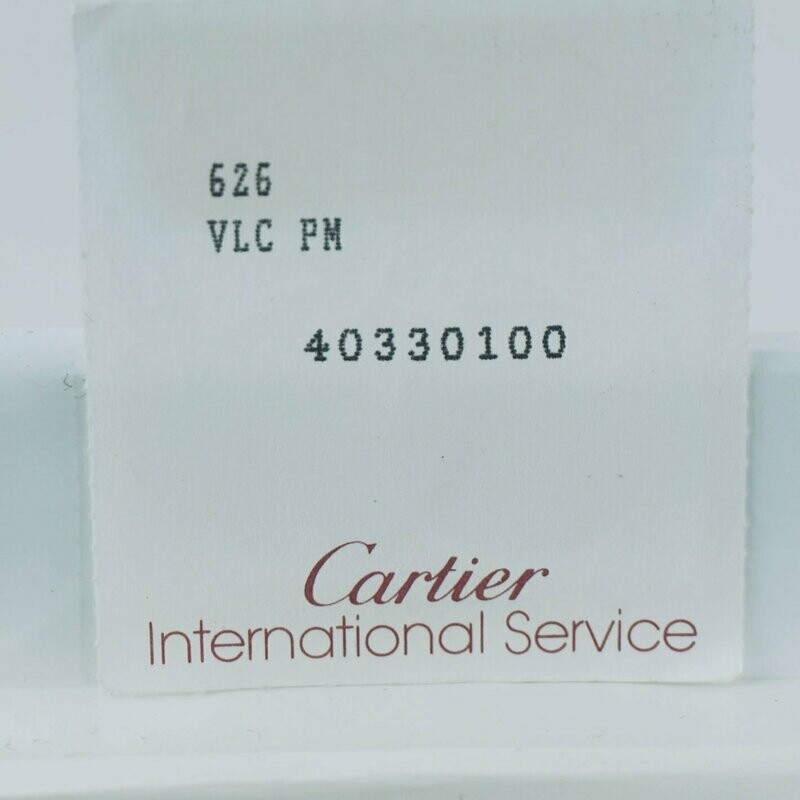 626
VLC PM
40330100
Cartier
International Service